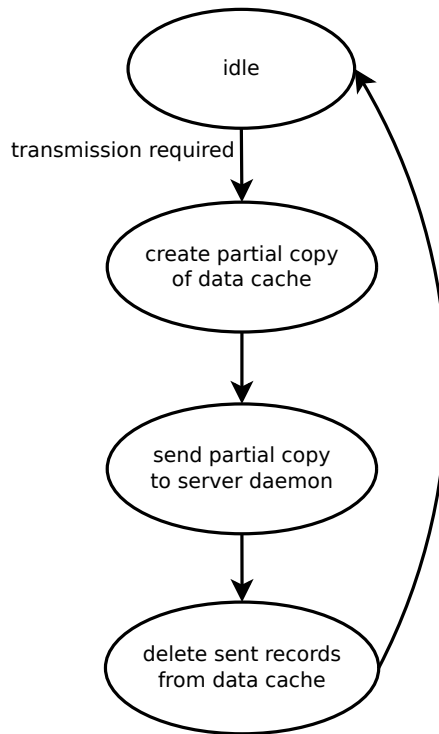 idle
transmission required
create partial copy
of data cache
send partial copy
to server daemon
delete sent records
from data cache